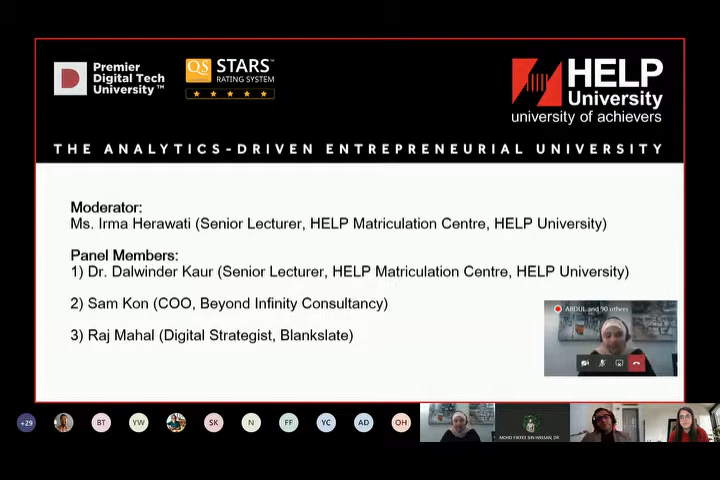 Premier
Digital Tech
University™
QS STARS™
RATING SYSTEM
HELP
University
university of achievers
THE ANALYTICS-DRIVEN ENTREPRENEURIAL UNIVERSITY
Moderator:
Ms. Irma Herawati (Senior Lecturer, HELP Matriculation Centre, HELP University)
Panel Members:
1) Dr. Dalwinder Kaur (Senior Lecturer, HELP Matriculation Centre, HELP University)
2) Sam Kon (COO, Beyond Infinity Consultancy)
3) Raj Mahal (Digital Strategist, Blankslate)
ABDUL and 90 others
+29
BT
YW
SK
N
FF
YC
AD
OH